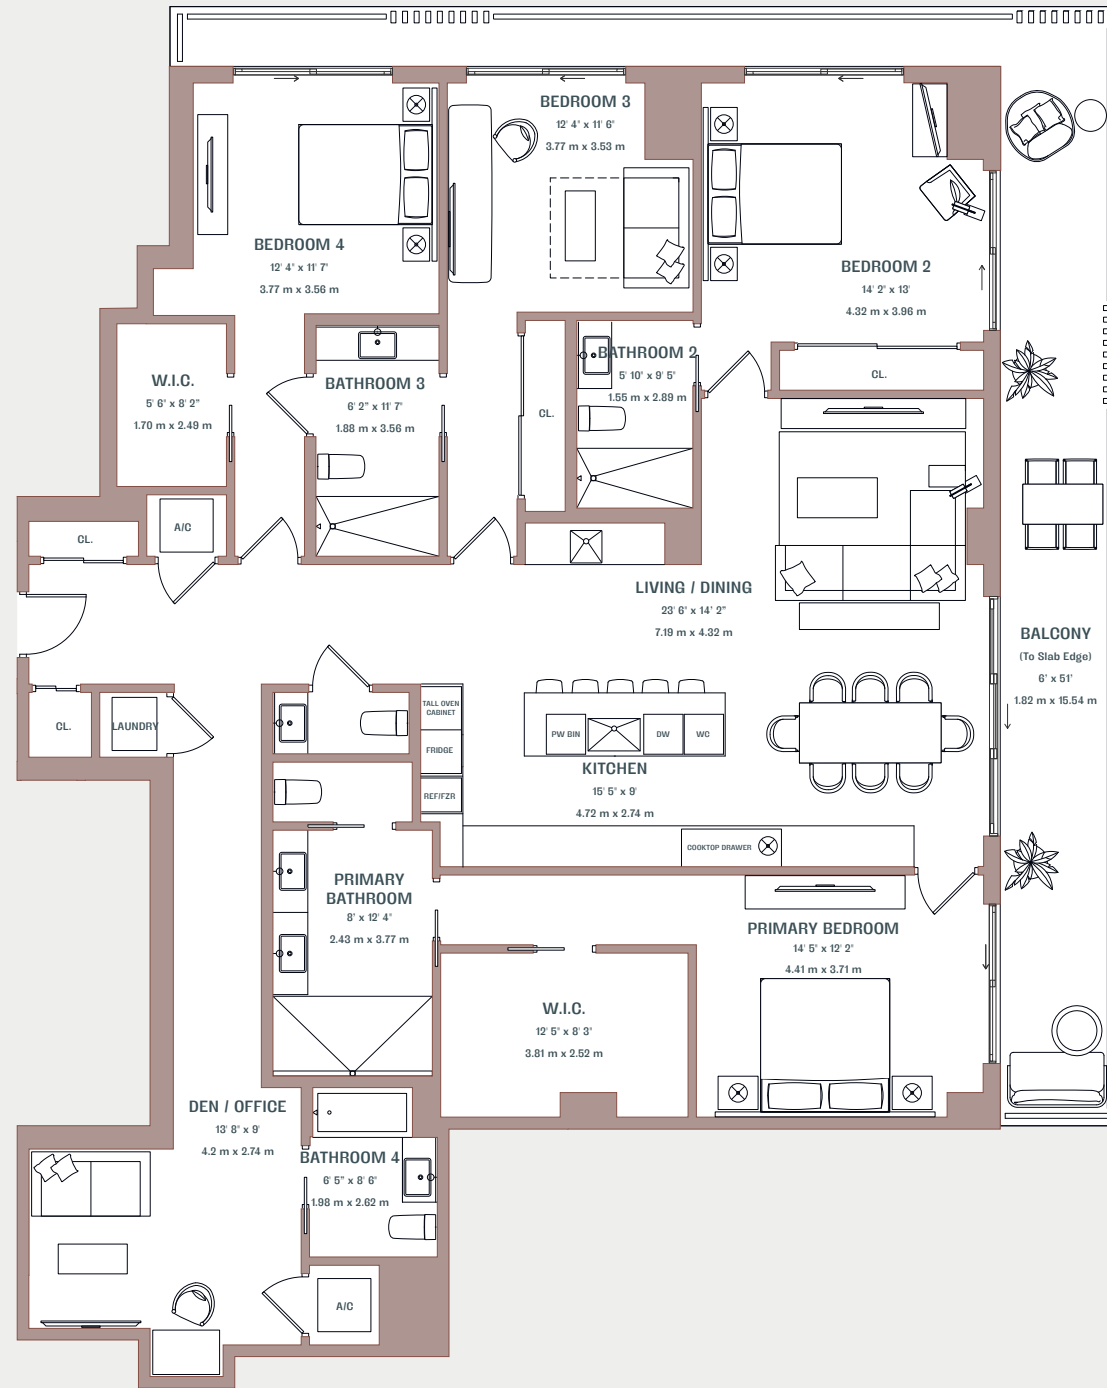 BEDROOM 3
12' 4" x 11' 6"
3.77 m x 3.53 m
BEDROOM 4
12' 4" x 11' 7"
3.77 m x 3.56 m
BEDROOM 2
14' 2" x 13'
4.32 m x 3.96 m
W.I.C.
5' 6" x 8' 2"
1.70 m x 2.49 m
BATHROOM 3
6' 2" x 11' 7"
1.88 m x 3.56 m
CL.
BATHROOM 2
5' 10" x 9' 5"
1.55 m x 2.89 m
CL.
CL.
A/C
LIVING / DINING
23' 6" x 14' 2"
7.19 m x 4.32 m
BALCONY
(To Slab Edge)
6' x 51'
1.82 m x 15.54 m
CL.
LAUNDRY
TALL OVEN
CABINET
FRIDGE
REF/FZR
PW BIN
DW
WC
KITCHEN
15' 5" x 9'
4.72 m x 2.74 m
COOKTOP DRAWER
PRIMARY
BATHROOM
8' x 12' 4"
2.43 m x 3.77 m
PRIMARY BEDROOM
14' 5" x 12' 2"
4.41 m x 3.71 m
W.I.C.
12' 5" x 8' 3"
3.81 m x 2.52 m
DEN / OFFICE
13' 8" x 9'
4.2 m x 2.74 m
BATHROOM 4
6' 5" x 8' 6"
1.98 m x 2.62 m
A/C